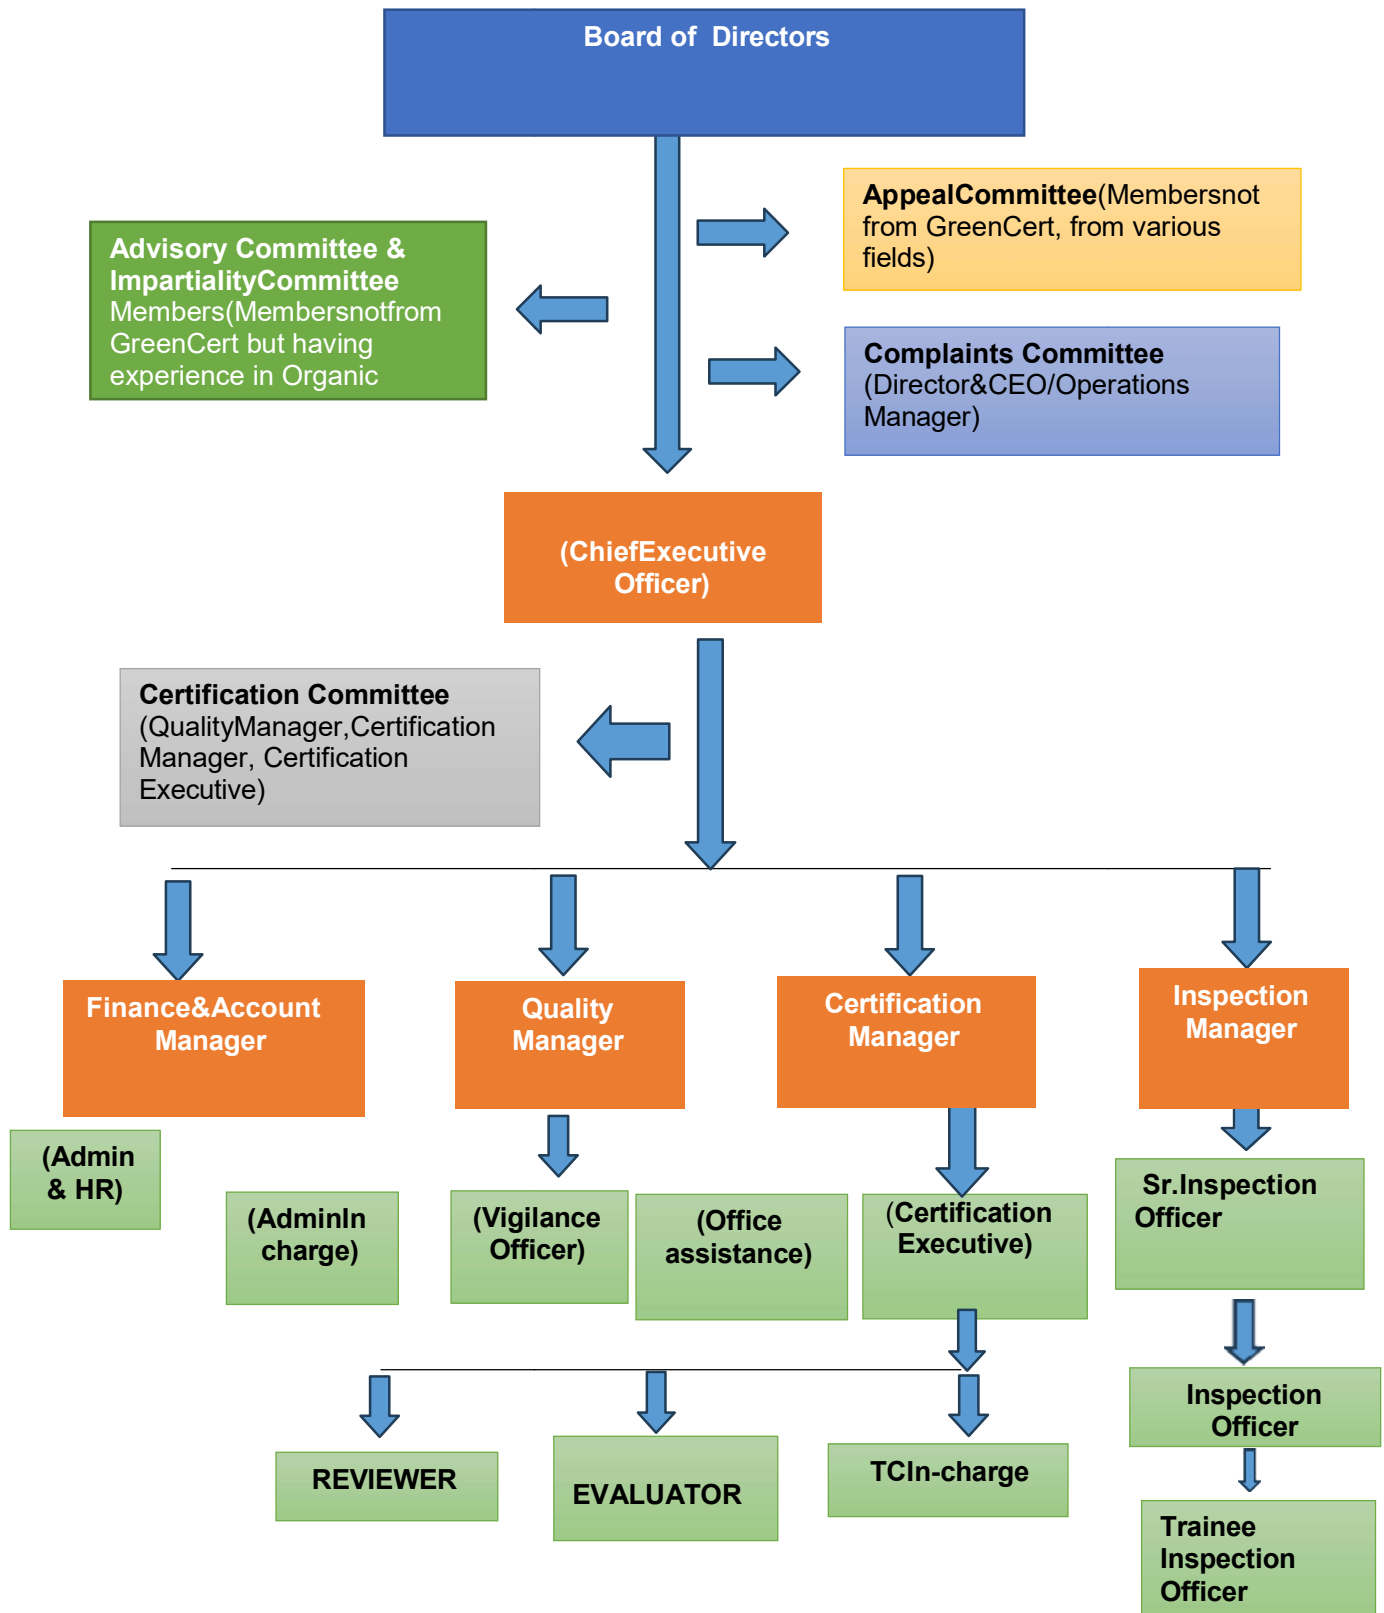 Board of  Directors
AppealCommittee(Membersnot
from GreenCert, from various
fields)
Advisory Committee &
ImpartialityCommittee
Members(Membersnotfrom
GreenCert but having
experience in Organic
Complaints Committee
(Director&CEO/Operations
Manager)
(ChiefExecutive
Officer)
Certification Committee
(QualityManager,Certification
Manager, Certification
Executive)
Finance&Account
Manager
Quality
Manager
Certification
Manager
Inspection
Manager
(Admin
& HR)
(AdminIn
charge)
(Vigilance
Officer)
(Office
assistance)
(Certification
Executive)
Sr.Inspection
Officer
Inspection
Officer
REVIEWER
EVALUATOR
TCIn-charge
Trainee
Inspection
Officer